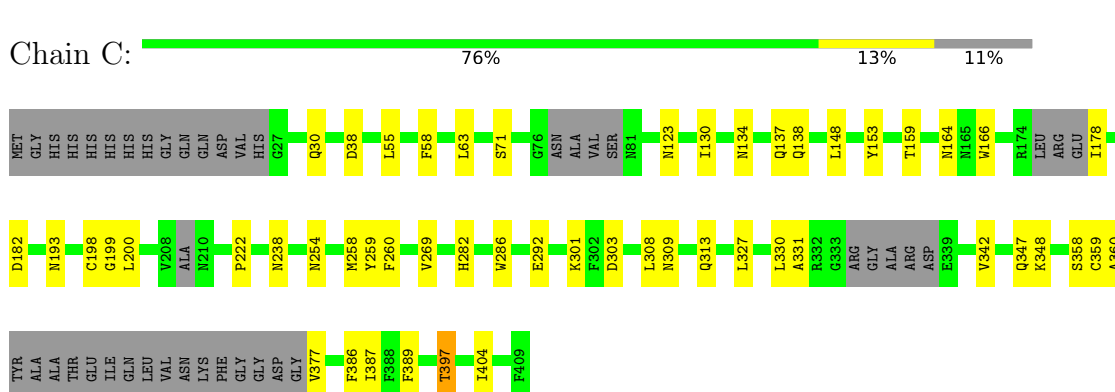 Chain C:
76% 13% 11%
MET GLY HIS HIS HIS HIS HIS HIS GLY GLN GLN ASP VAL HIS G27 Q30 D38 L55 F58 L63 S71 G76 ASN ALA VAL SER N81 N123 I130 N134 Q137 Q138 L148 Y153 T159 N164 N165 W166 R174 LEU ARG GLU I178
D182 N193 C198 G199 L200 V208 ALA N210 P222 N238 N254 M258 Y259 F260 V269 H282 W286 E292 K301 F302 D303 L308 N309 Q313 L327 L330 A331 R332 G333 ARG GLY ALA ARG ASP E339 V342 Q347 K348 S358 C359 A360
TYR ALA ALA THR GLU ILE GLN LEU VAL ASN LYS PHE GLY GLY ASP GLY V377 F386 I387 F388 F389 T397 I404 F409